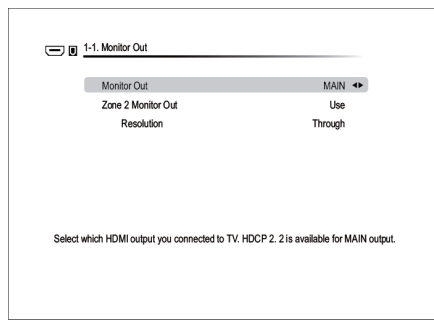 1-1. Monitor Out
Monitor Out MAIN
Zone 2 Monitor Out Use
Resolution Through
Select which HDMI output you connected to TV. HDCP 2. 2 is available for MAIN output.